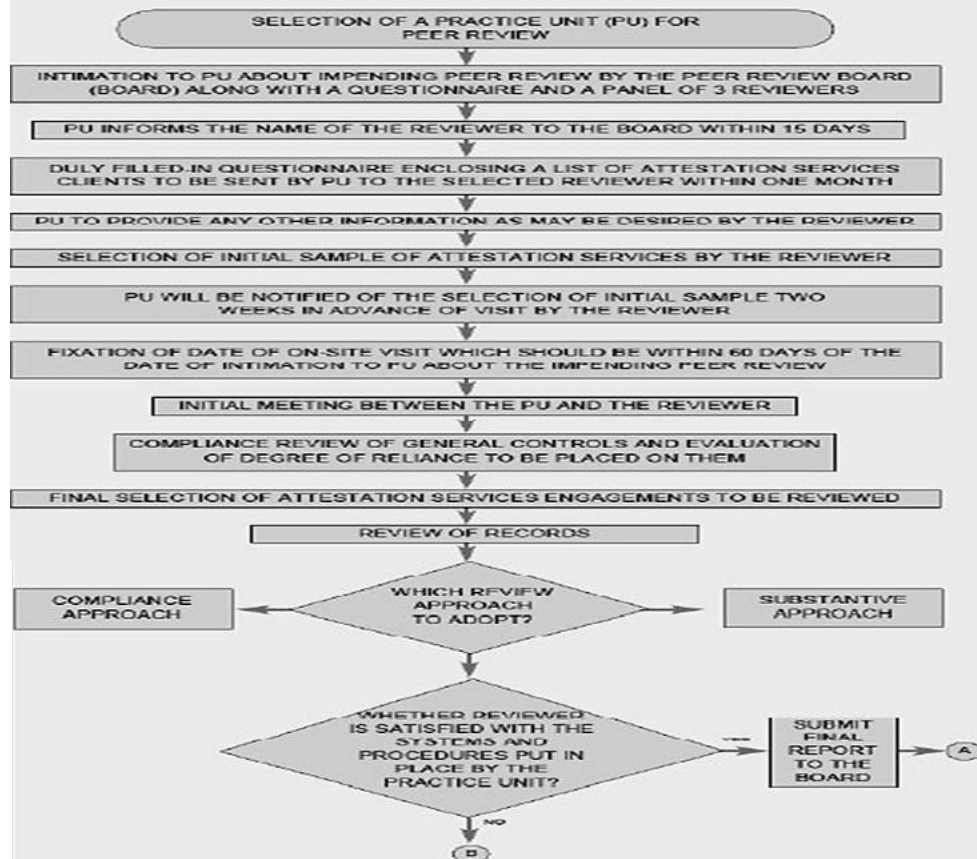 SELECTION OF A PRACTICE UNIT (PU) FOR
PEER REVIEW
INTIMATION TO PU ABOUT IMPENDING PEER REVIEW BY THE PEER REVIEW BOARD
(BOARD) ALONG WITH A QUESTIONNAIRE AND A PANEL OF 3 REVIEWERS
PU INFORMS THE NAME OF THE REVIEWER TO THE BOARD WITHIN 15 DAYS
DULY FILLED-IN QUESTIONNAIRE ENCLOSING A LIST OF ATTESTATION SERVICES
CLIENTS TO BE SENT BY PU TO THE SELECTED REVIEWER WITHIN ONE MONTH
PU TO PROVIDE ANY OTHER INFORMATION AS MAY BE DESIRED BY THE REVIEWER
SELECTION OF INITIAL SAMPLE OF ATTESTATION SERVICES BY THE REVIEWER
PU WILL BE NOTIFIED OF THE SELECTION OF INITIAL SAMPLE TWO
WEEKS IN ADVANCE OF VISIT BY THE REVIEWER
FIXATION OF DATE OF ON-SITE VISIT WHICH SHOULD BE WITHIN 60 DAYS OF THE
DATE OF INTIMATION TO PU ABOUT THE IMPENDING PEER REVIEW
INITIAL MEETING BETWEEN THE PU AND THE REVIEWER
COMPLIANCE REVIEW OF GENERAL CONTROLS AND EVALUATION
OF DEGREE OF RELIANCE TO BE PLACED ON THEM
FINAL SELECTION OF ATTESTATION SERVICES ENGAGEMENTS TO BE REVIEWED
REVIEW OF RECORDS
COMPLIANCE
APPROACH
WHICH REVIEW
APPROACH
TO ADOPT?
SUBSTANTIVE
APPROACH
WHETHER REVIEWER
IS SATISFIED WITH THE
SYSTEMS AND
PROCEDURES PUT IN
PLACE BY THE
PRACTICE UNIT?
YES
SUBMIT
FINAL
REPORT
TO THE
BOARD
A
NO
B